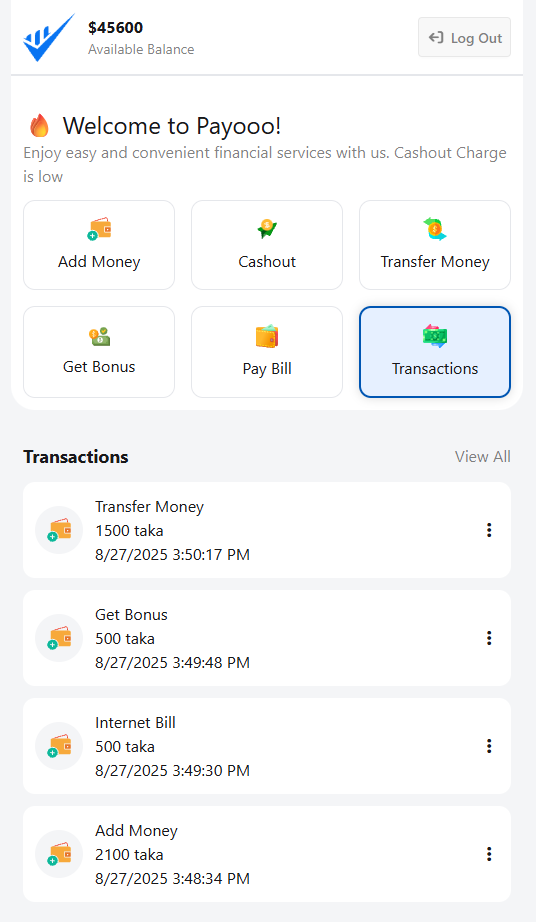 $45600
Available Balance
Log Out
Welcome to Payooo!
Enjoy easy and convenient financial services with us. Cashout Charge
is low
Add Money
Cashout
Transfer Money
Get Bonus
Pay Bill
Transactions
Transactions
View All
Transfer Money
1500 taka
8/27/2025 3:50:17 PM
Get Bonus
500 taka
8/27/2025 3:49:48 PM
Internet Bill
500 taka
8/27/2025 3:49:30 PM
Add Money
2100 taka
8/27/2025 3:48:34 PM